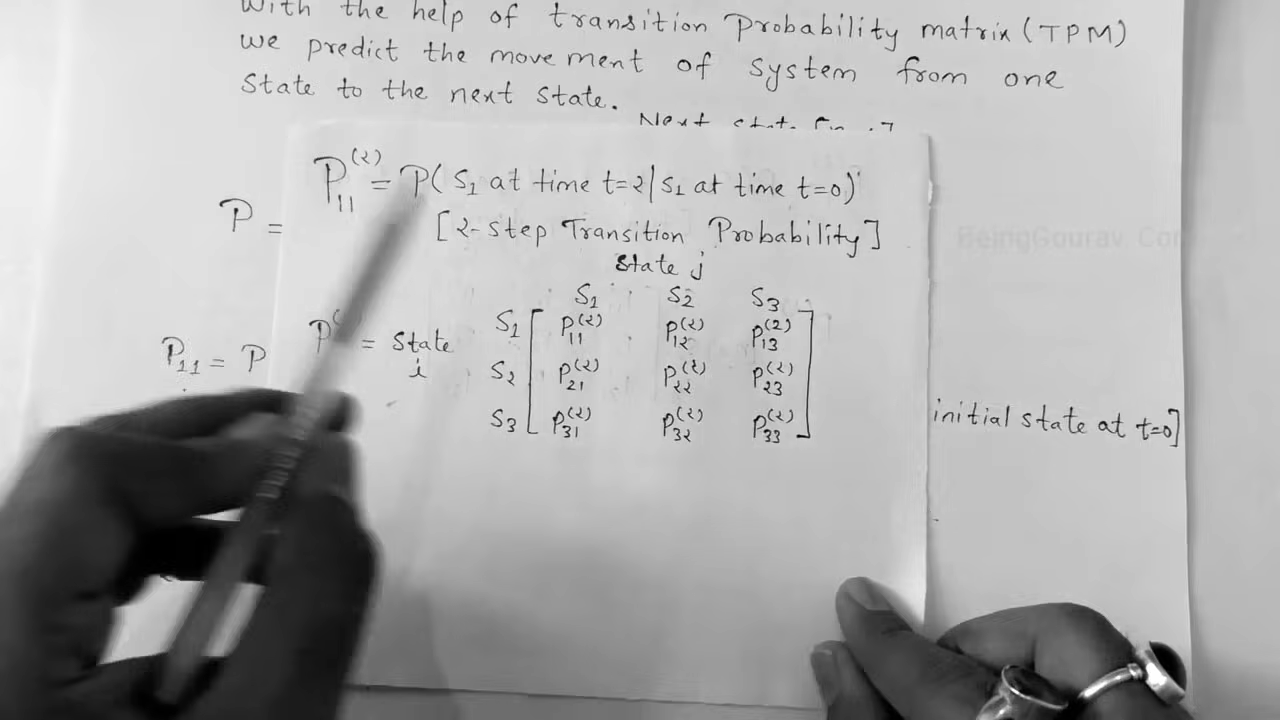 With the help of transition Probability matrix (TPM)
we predict the movement of system from one
State to the next state.
Next state
P =
P₁₁⁽²⁾ = P( S₁ at time t=2 | S₁ at time t=0)
[2-step Transition Probability]
State j
S₁ S₂ S₃
P = State i
S₁ P₁₁⁽²⁾ P₁₂⁽²⁾ P₁₃⁽²⁾
S₂ P₂₁⁽²⁾ P₂₂⁽²⁾ P₂₃⁽²⁾
S₃ P₃₁⁽²⁾ P₃₂⁽²⁾ P₃₃⁽²⁾
P₁₁ = P
initial state at t=0]
BeingGourav